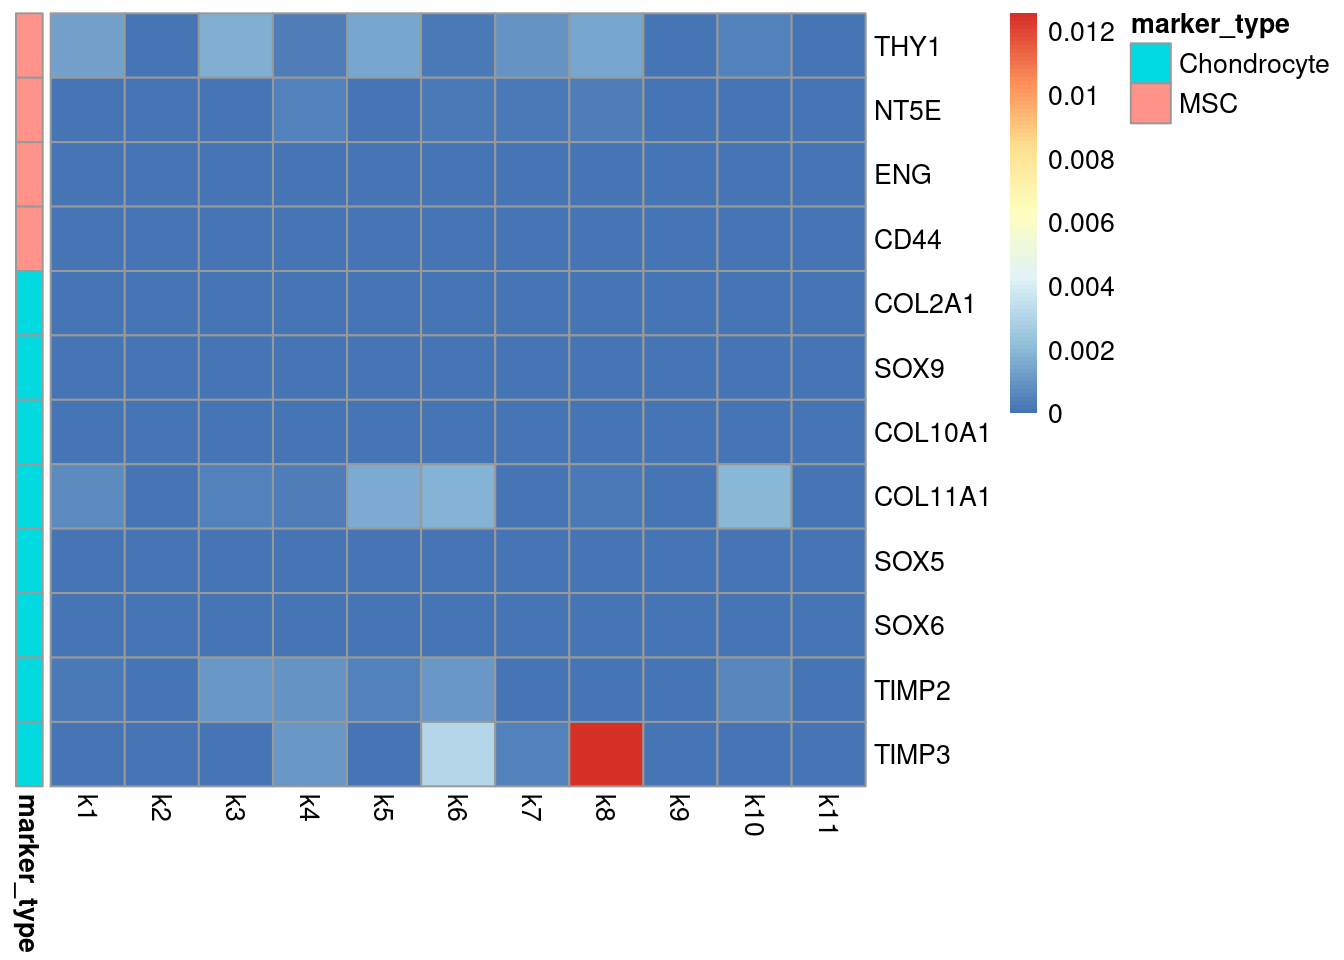 THY1
NT5E
ENG
CD44
COL2A1
SOX9
COL10A1
COL11A1
SOX5
SOX6
TIMP2
TIMP3
k1
k2
k3
k4
k5
k6
k7
k8
k9
k10
k11
marker_type
0.012
0.01
0.008
0.006
0.004
0.002
0
marker_type
Chondrocyte
MSC